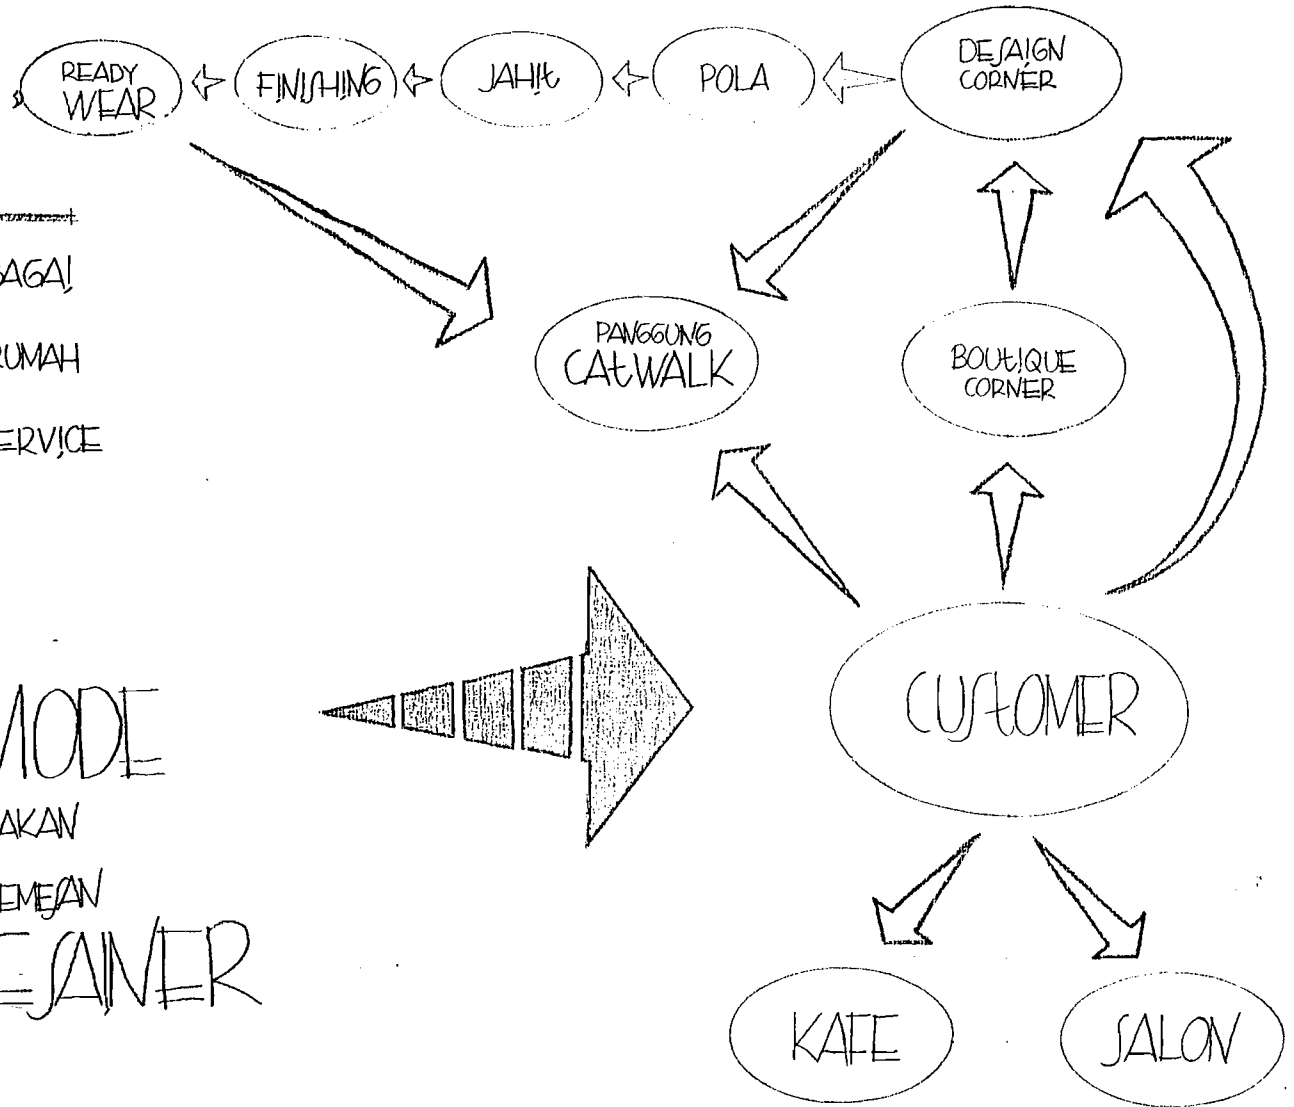 READY
WEAR
FINISHING
JAHIT
POLA
DESAIGN
CORNER
AGAI
RUMAH
ERVICE
PANGGUNG
CATWALK
BOUTIQUE
CORNER
MODE
AKAN
EMESAN
ESAINER
CUSTOMER
KAFE
SALON